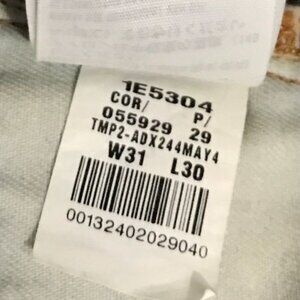 1E5304
COR/ P/
055929 29
TMP2-ADX244MAY4
W31 L30
00132402029040